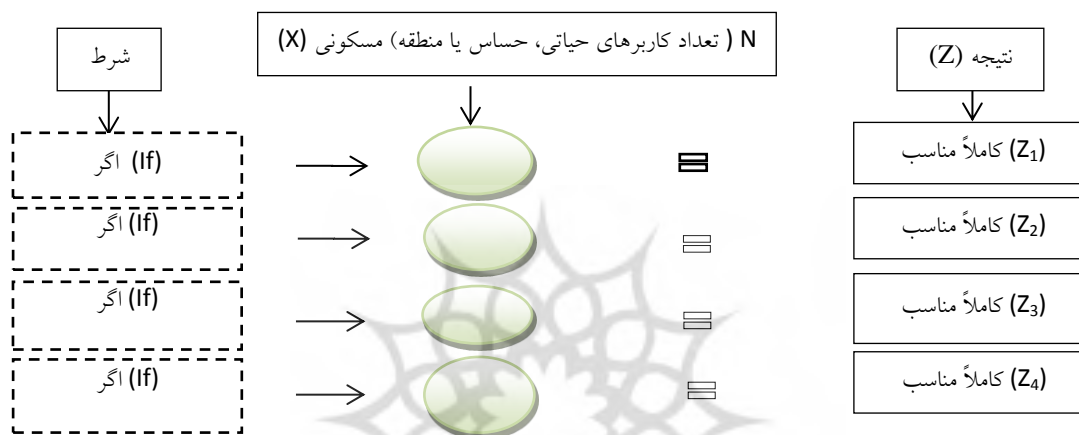 شرط
N ( تعداد کاربرهای حیاتی، حساس یا منطقه) مسکونی (X)
نتیجه (Z)
(If) اگر
(Z1) کاملاً مناسب
(If) اگر
(Z2) کاملاً مناسب
(If) اگر
(Z3) کاملاً مناسب
(If) اگر
(Z4) کاملاً مناسب